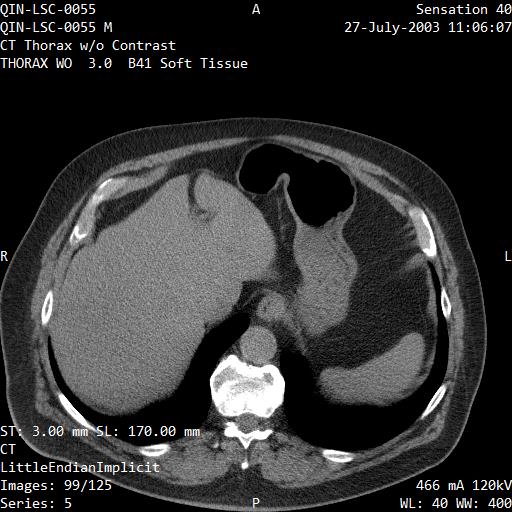 QIN-LSC-0055
A
Sensation 40
QIN-LSC-0055 M
27-July-2003 11:06:07
CT Thorax w/o Contrast
THORAX WO 3.0 B41 Soft Tissue
R
L
ST: 3.00 mm SL: 170.00 mm
CT
LittleEndianImplicit
Images: 99/125
466 mA 120kV
Series: 5
P
WL: 40 WW: 400